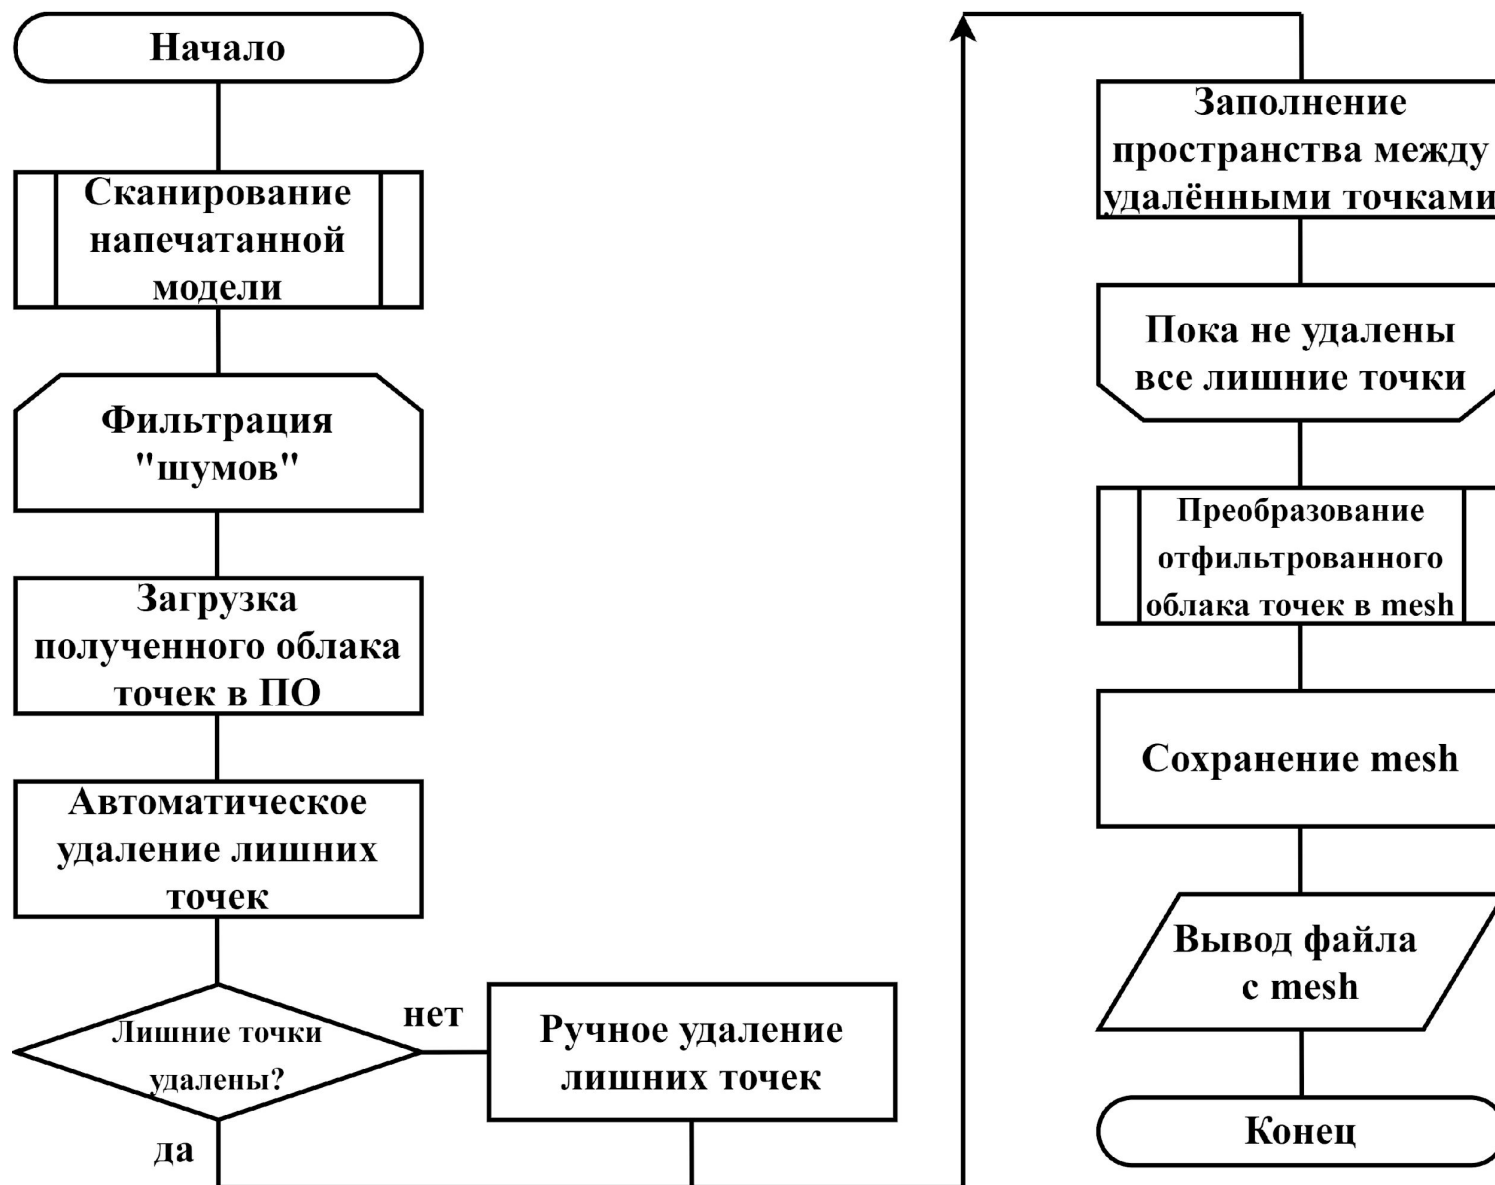 Начало
Сканирование
напечатанной
модели
Фильтрация
"шумов"
Загрузка
полученного облака
точек в ПО
Автоматическое
удаление лишних
точек
Лишние точки
удалены?
нет
да
Ручное удаление
лишних точек
Заполнение
пространства между
удалёнными точками
Пока не удалены
все лишние точки
Преобразование
отфильтрованного
облака точек в mesh
Сохранение mesh
Вывод файла
с mesh
Конец